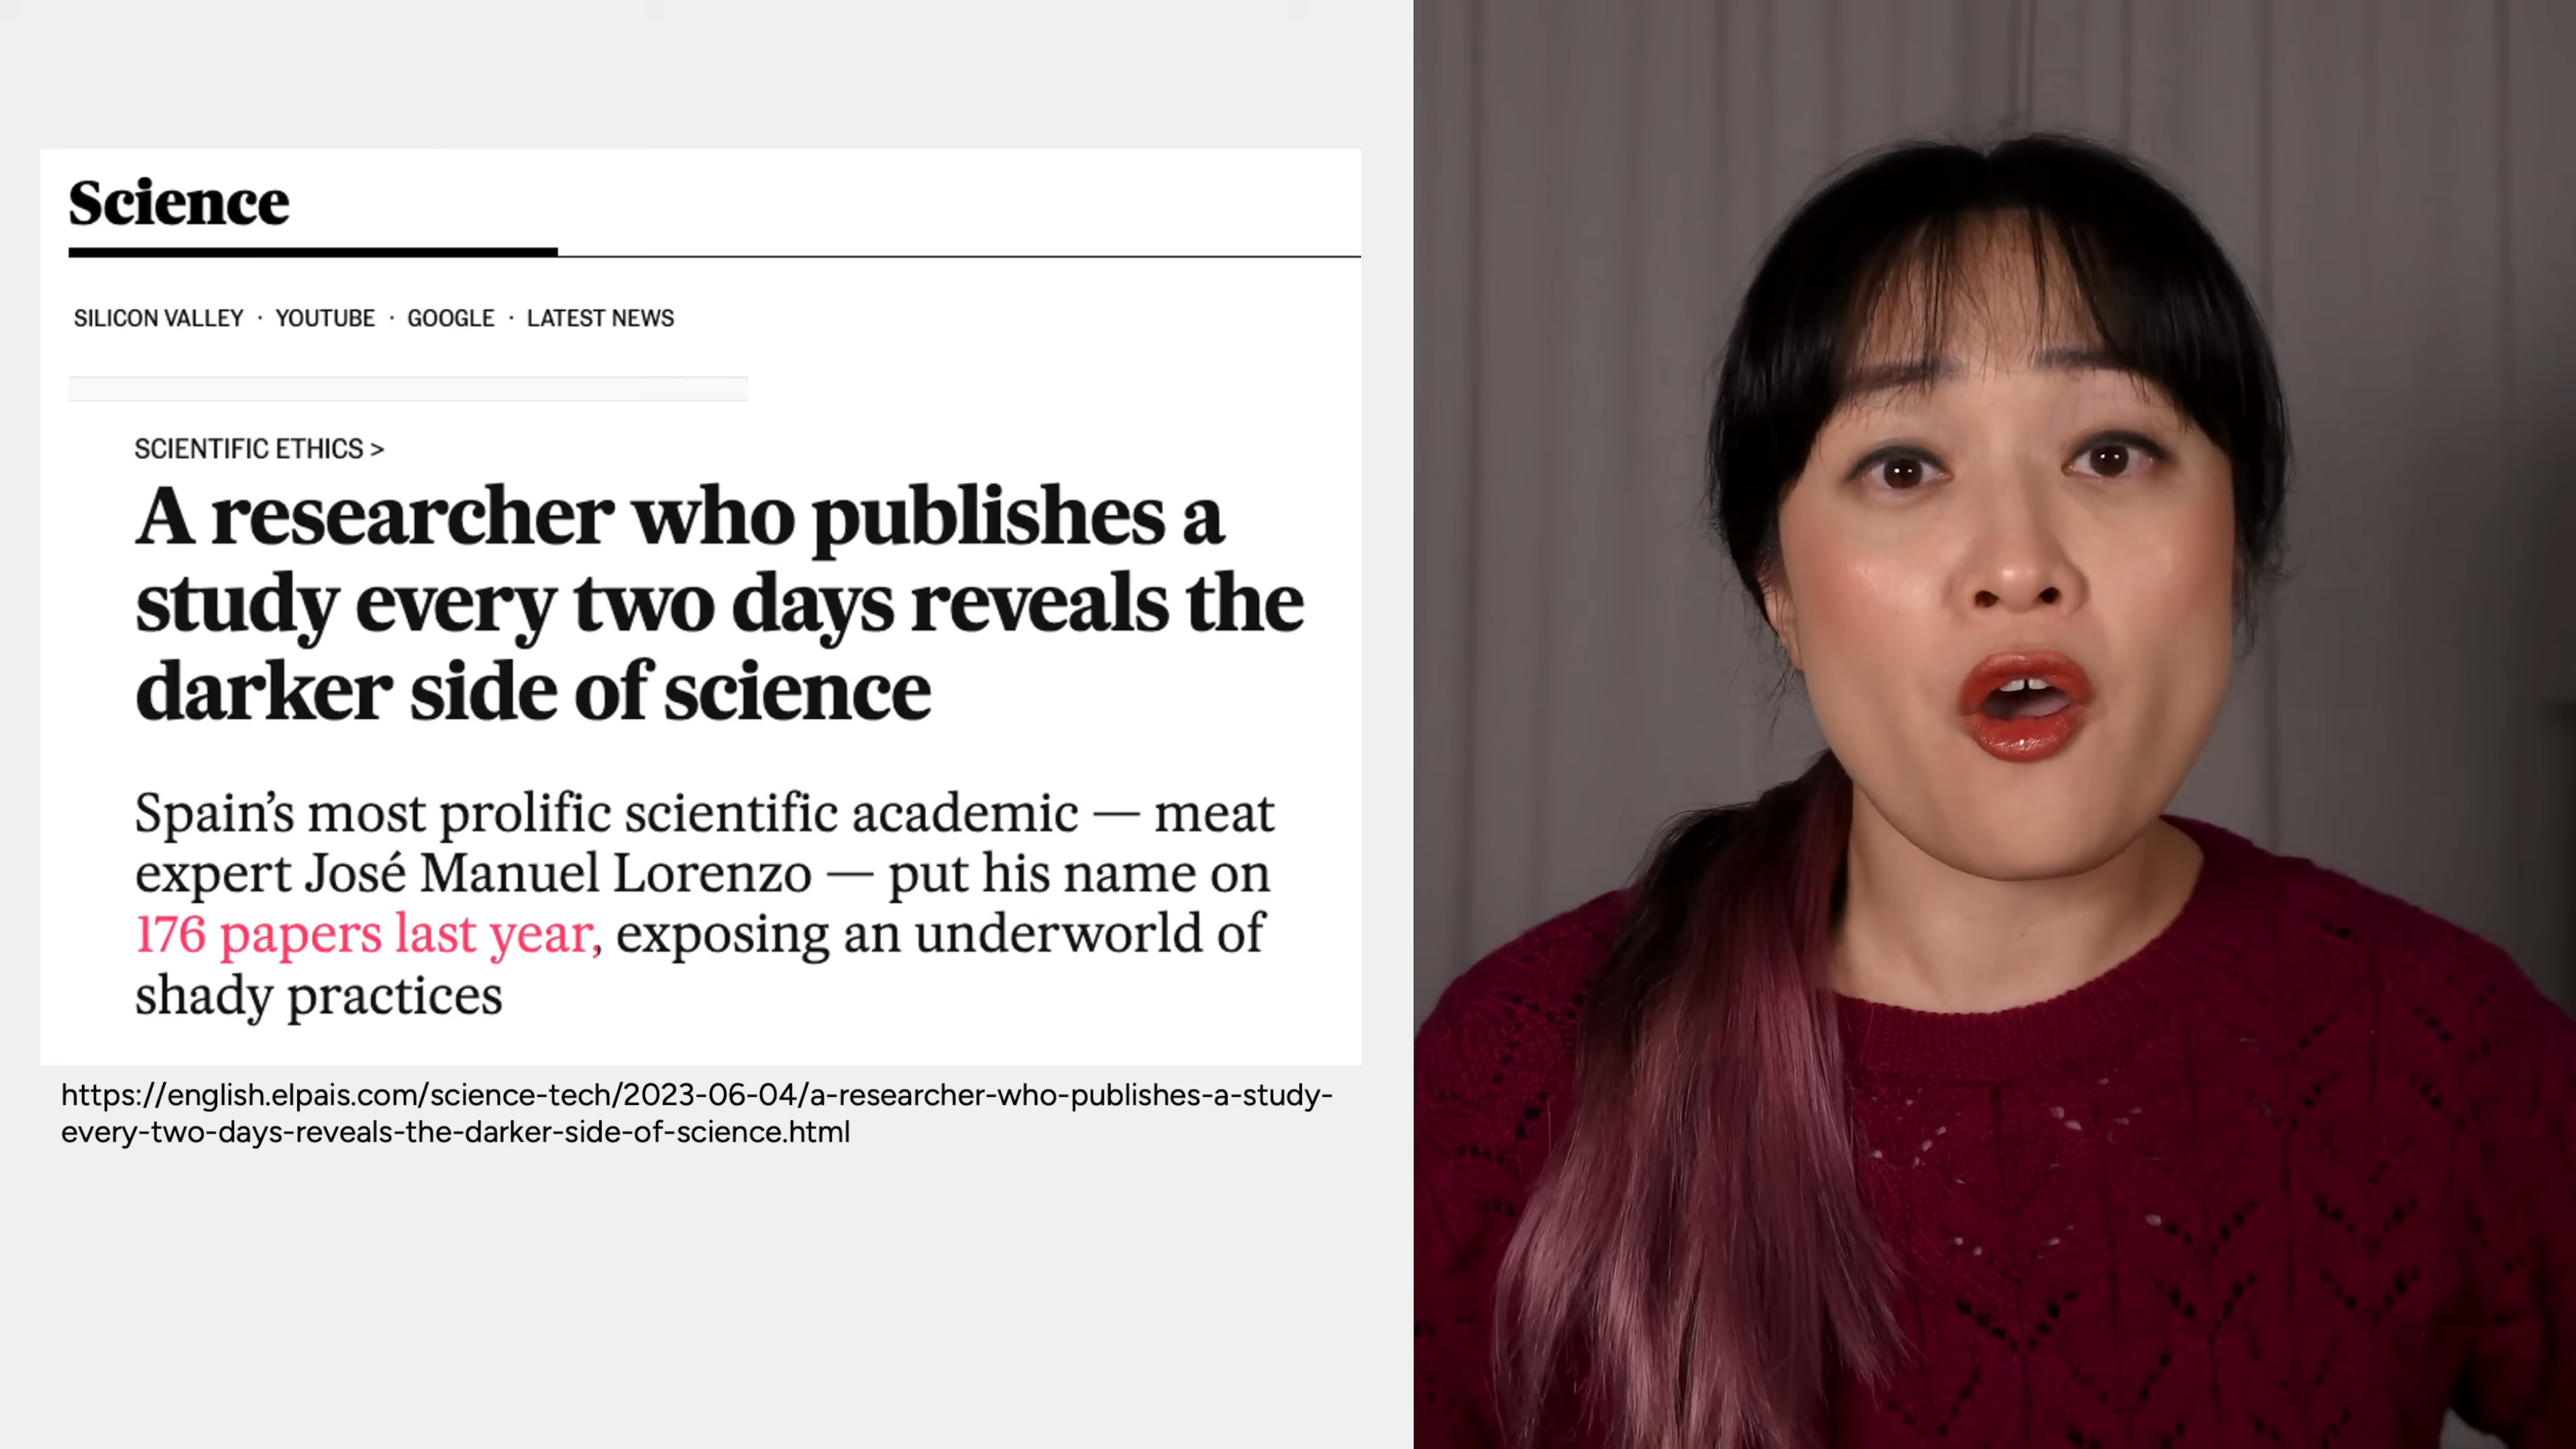 Science
SILICON VALLEY · YOUTUBE · GOOGLE · LATEST NEWS
SCIENTIFIC ETHICS >
A researcher who publishes a
study every two days reveals the
darker side of science
Spain’s most prolific scientific academic — meat
expert José Manuel Lorenzo — put his name on
176 papers last year, exposing an underworld of
shady practices
https://english.elpais.com/science-tech/2023-06-04/a-researcher-who-publishes-a-study-
every-two-days-reveals-the-darker-side-of-science.html